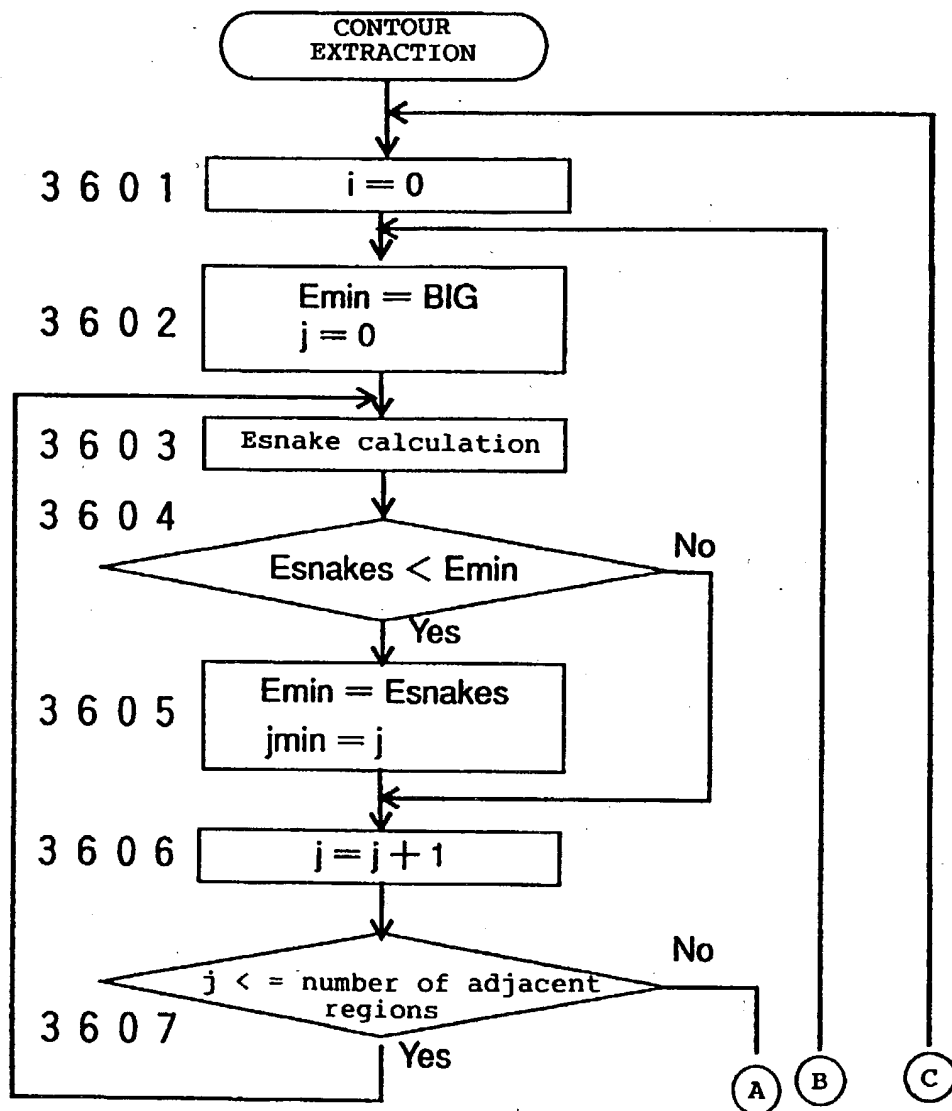 CONTOUR
EXTRACTION
3601
i = 0
3602
Emin = BIG
j = 0
3603
Esnake calculation
3604
Esnakes < Emin
No
Yes
3605
Emin = Esnakes
jmin = j
3606
j = j + 1
3607
j < = number of adjacent
regions
No
Yes
A
B
C